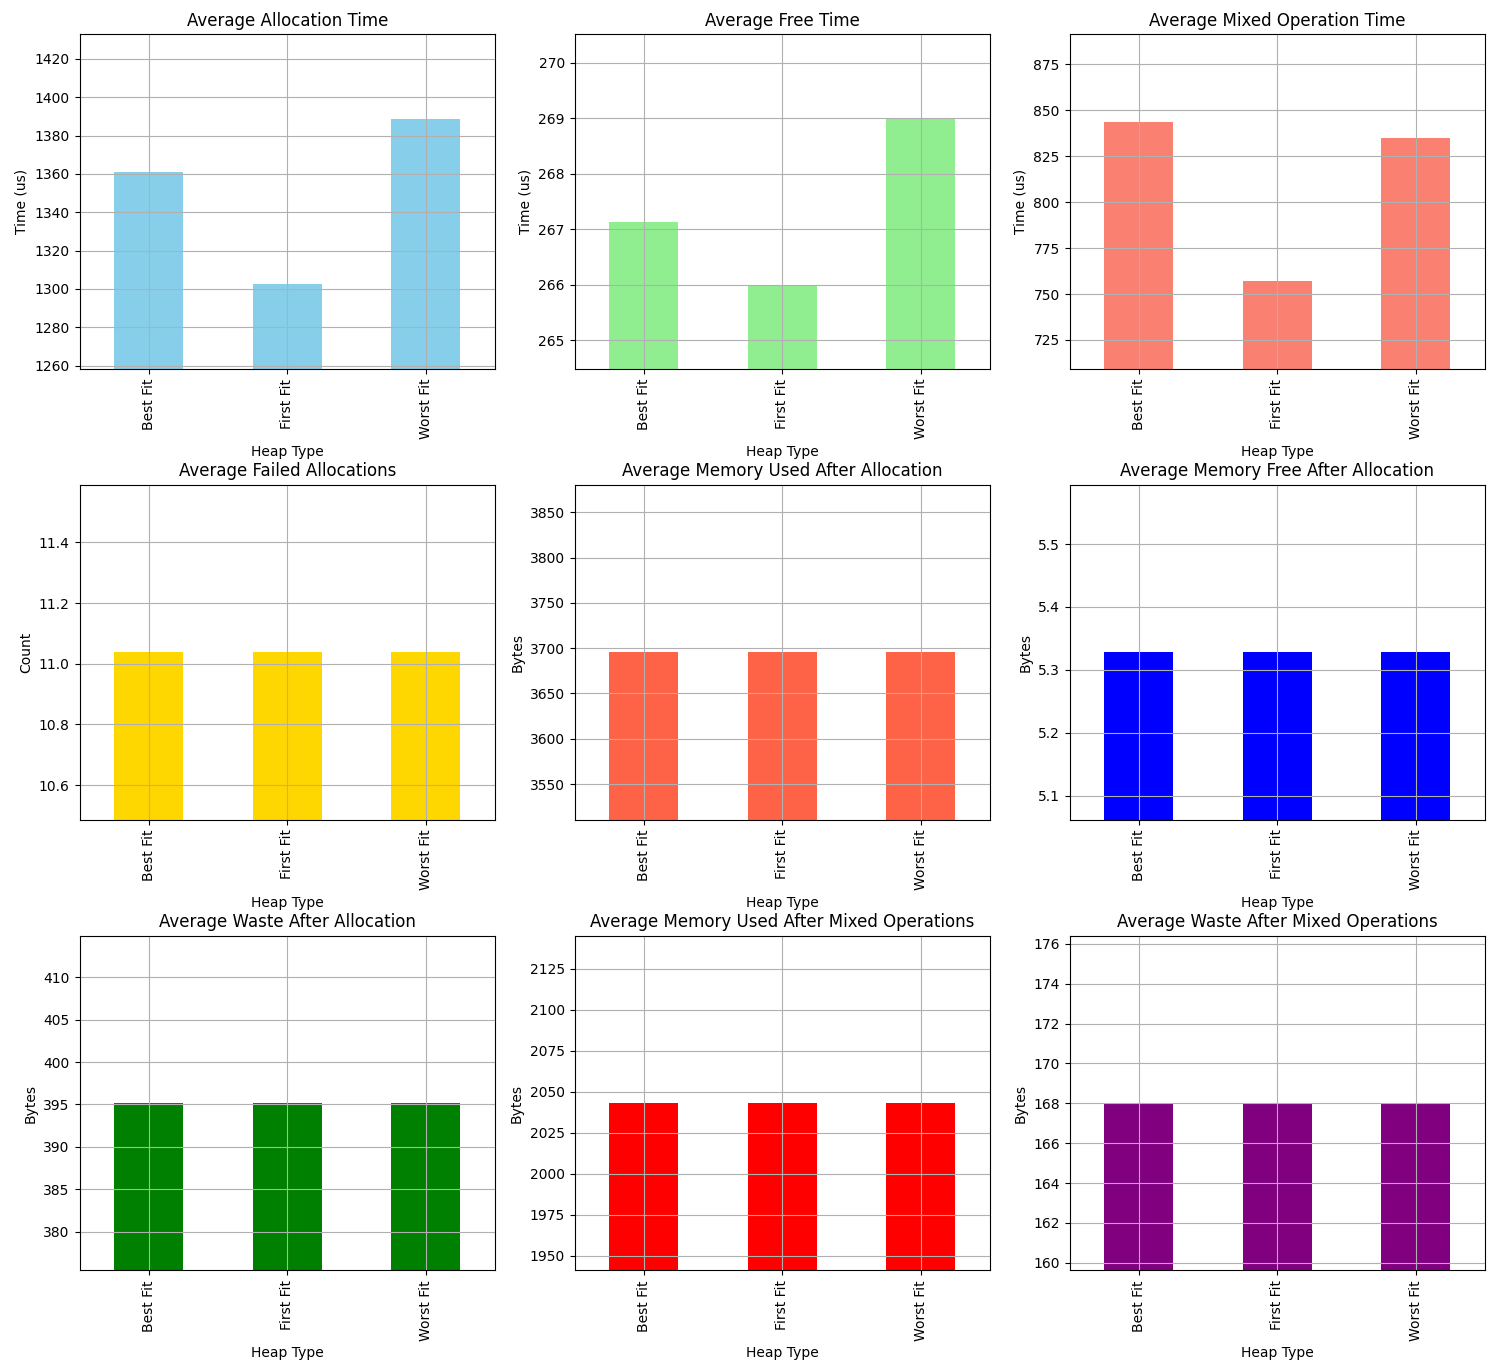 Average Allocation Time
Time (us)
1420
1400
1380
1360
1340
1320
1300
1280
1260
Best Fit
First Fit
Worst Fit
Heap Type
Average Free Time
Time (us)
270
269
268
267
266
265
Best Fit
First Fit
Worst Fit
Heap Type
Average Mixed Operation Time
Time (us)
875
850
825
800
775
750
725
Best Fit
First Fit
Worst Fit
Heap Type
Average Failed Allocations
Count
11.4
11.2
11.0
10.8
10.6
Best Fit
First Fit
Worst Fit
Heap Type
Average Memory Used After Allocation
Bytes
3850
3800
3750
3700
3650
3600
3550
Best Fit
First Fit
Worst Fit
Heap Type
Average Memory Free After Allocation
Bytes
5.5
5.4
5.3
5.2
5.1
Best Fit
First Fit
Worst Fit
Heap Type
Average Waste After Allocation
Bytes
410
405
400
395
390
385
380
Best Fit
First Fit
Worst Fit
Heap Type
Average Memory Used After Mixed Operations
Bytes
2125
2100
2075
2050
2025
2000
1975
1950
Best Fit
First Fit
Worst Fit
Heap Type
Average Waste After Mixed Operations
Bytes
176
174
172
170
168
166
164
162
160
Best Fit
First Fit
Worst Fit
Heap Type